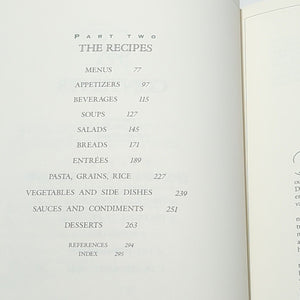 PART TWO
THE RECIPES
MENUS 77
APPETIZERS 97
BEVERAGES 115
SOUPS 127
SALADS 145
BREADS 171
ENTRÉES 189
PASTA, GRAINS, RICE 227
VEGETABLES AND SIDE DISHES 239
SAUCES AND CONDIMENTS 251
DESSERTS 263
REFERENCES 294
INDEX 295